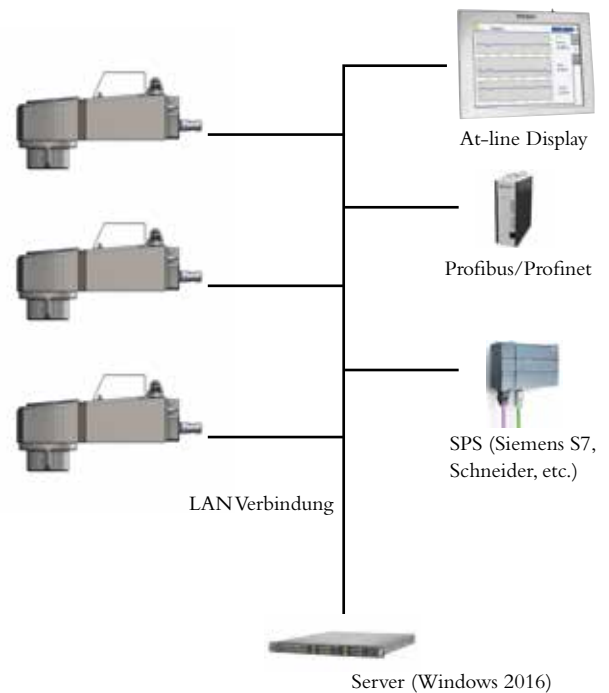 At-line Display
Profibus/Profinet
SPS (Siemens S7,
Schneider, etc.)
LAN Verbindung
Server (Windows 2016)